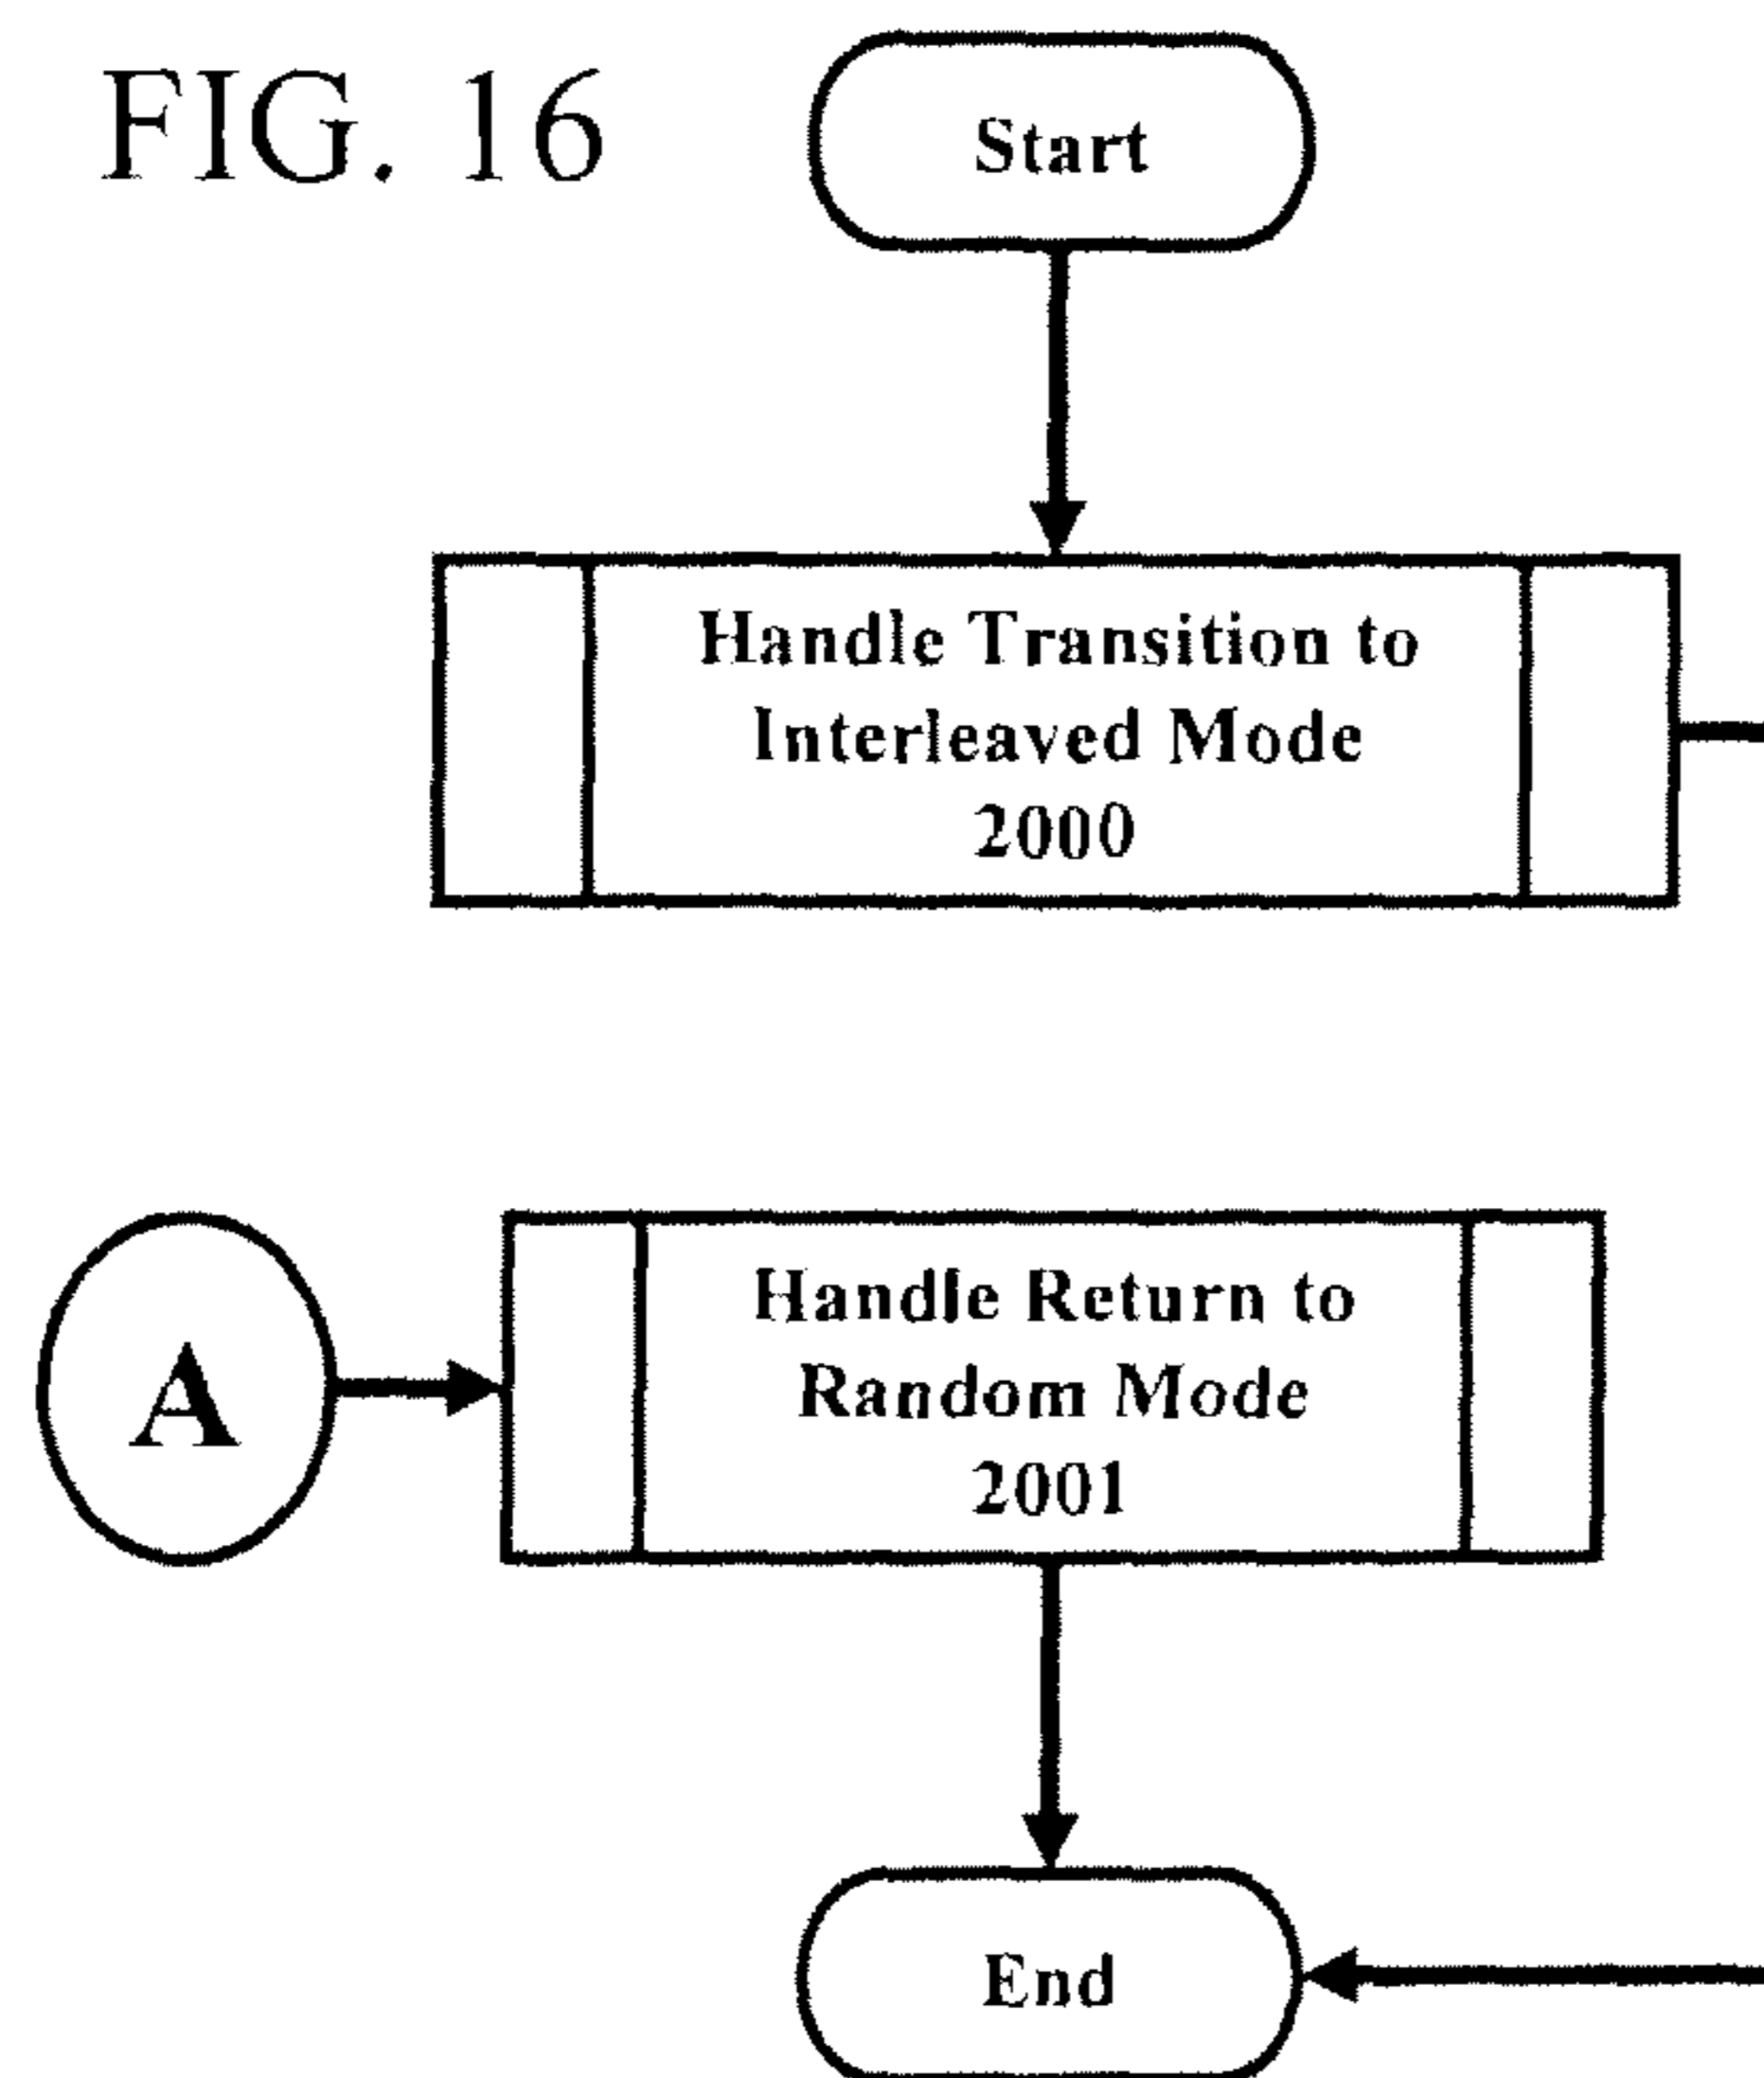 FIG. 16
Start
Handle Transition to
Interleaved Mode
2000
A
Handle Return to
Random Mode
2001
End